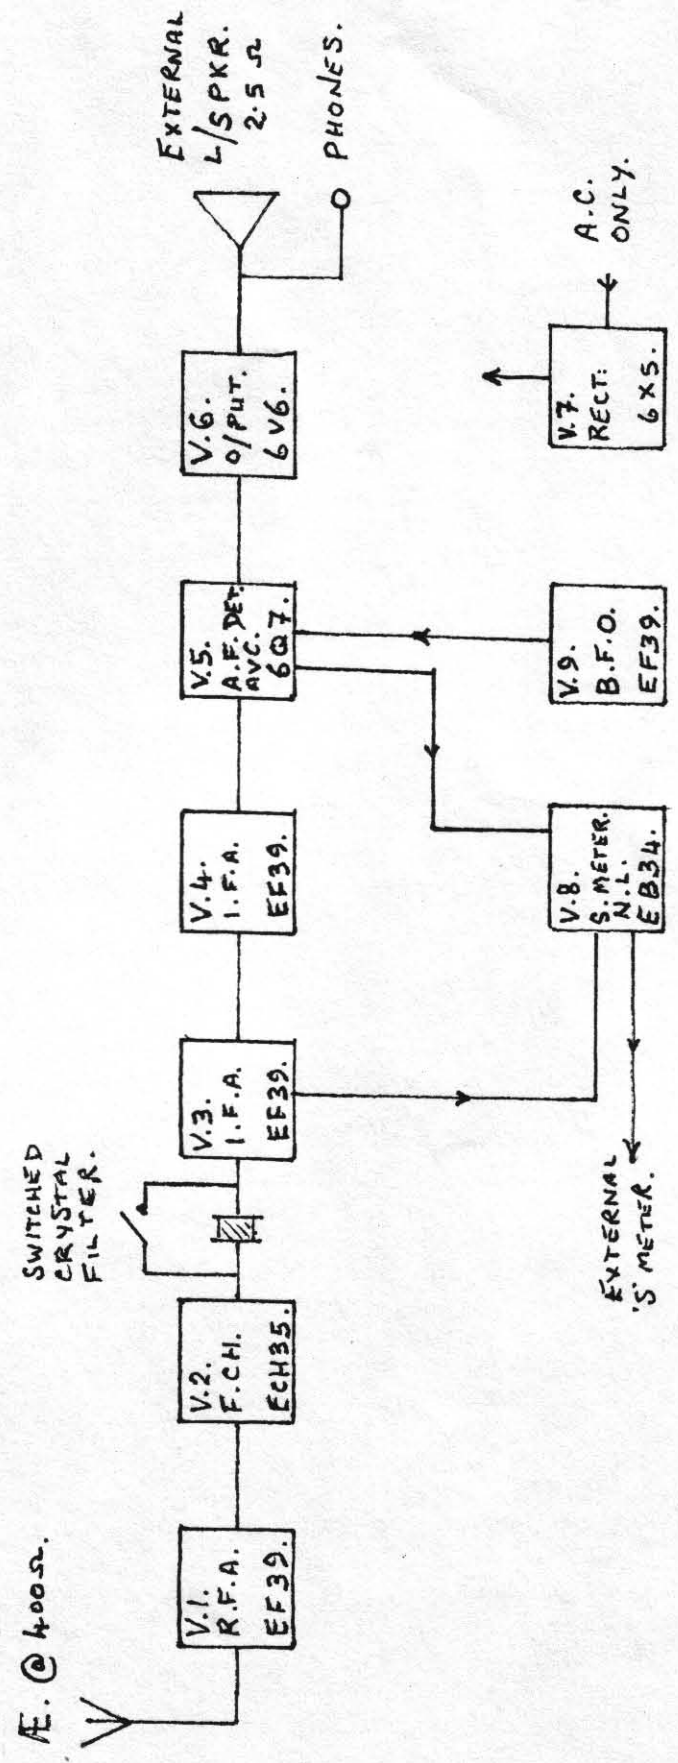 Æ. @ 400Ω.
V.1.
R.F.A.
EF39.
V.2.
F.CH.
ECH35.
SWITCHED
CRYSTAL
FILTER.
V.3.
I.F.A.
EF39.
V.4.
I.F.A.
EF39.
V.5.
A.F. DET.
AVC.
6Q7.
V.6.
O/PUT.
6V6.
EXTERNAL
L/SPKR.
2.5 Ω
PHONES.
EXTERNAL
'S' METER.
V.8.
S. METER.
N.L.
EB34.
V.9.
B.F.O.
EF39.
V.7.
RECT:
6X5.
A.C.
ONLY.